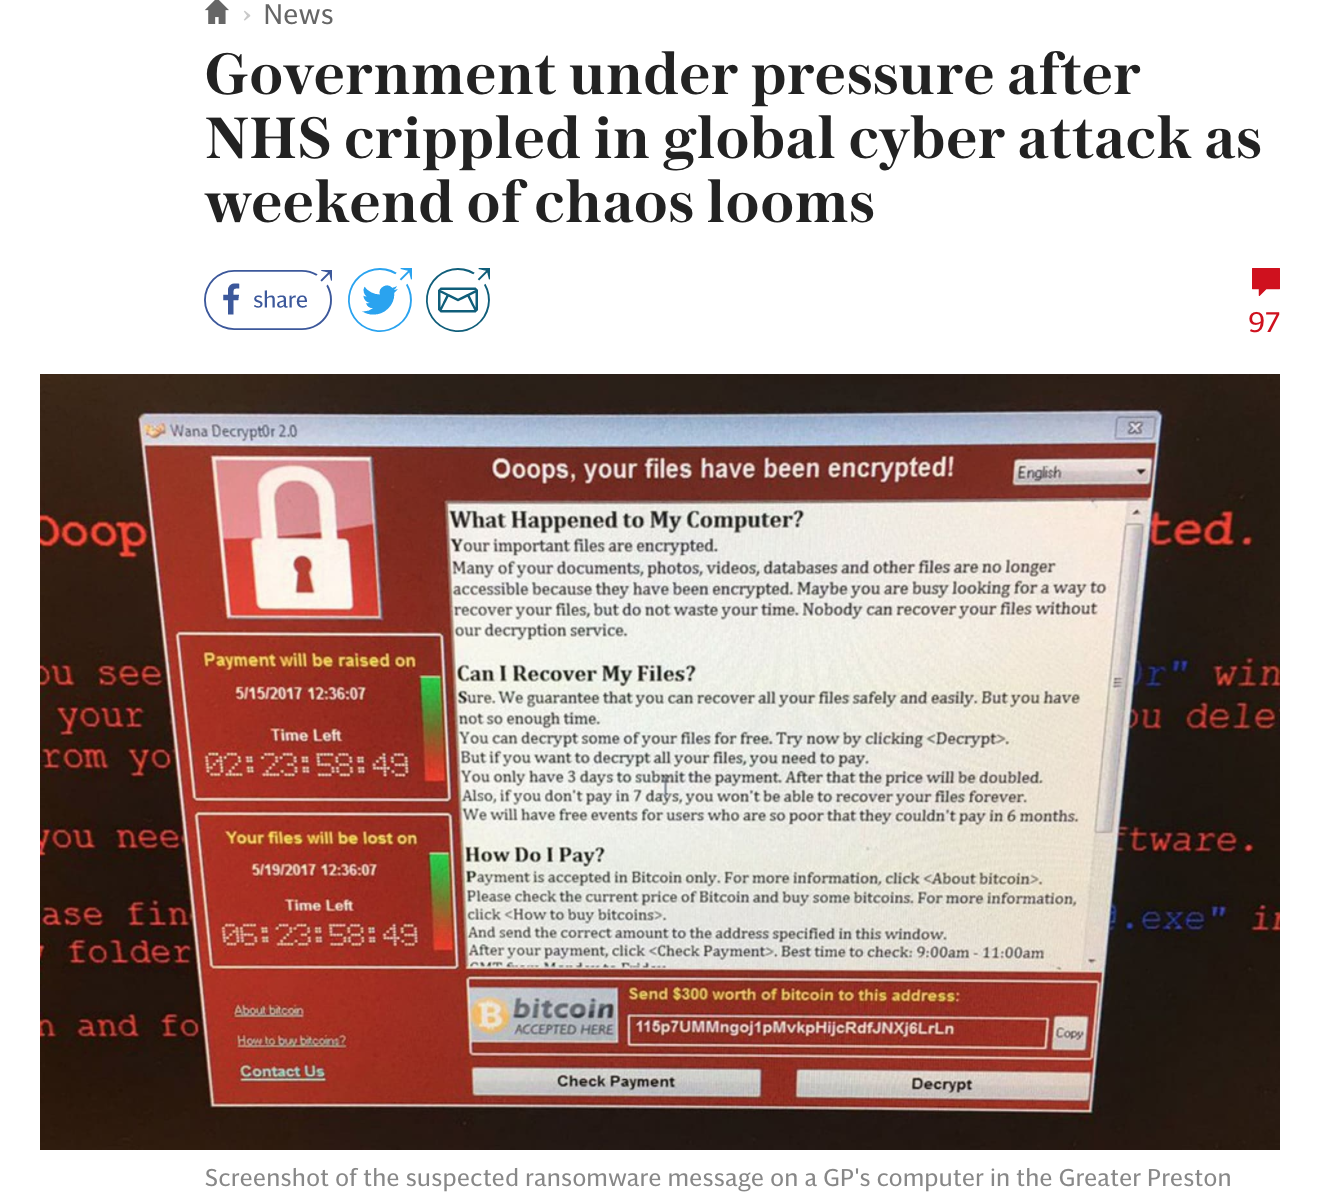 News
Government under pressure after
NHS crippled in global cyber attack as
weekend of chaos looms
share
97
Wana Decrypt0r 2.0
Ooops, your files have been encrypted!
English
What Happened to My Computer?
Your important files are encrypted.
Many of your documents, photos, videos, databases and other files are no longer
accessible because they have been encrypted. Maybe you are busy looking for a way to
recover your files, but do not waste your time. Nobody can recover your files without
our decryption service.
Can I Recover My Files?
Sure. We guarantee that you can recover all your files safely and easily. But you have
not so enough time.
You can decrypt some of your files for free. Try now by clicking <Decrypt>.
But if you want to decrypt all your files, you need to pay.
You only have 3 days to submit the payment. After that the price will be doubled.
Also, if you don't pay in 7 days, you won't be able to recover your files forever.
We will have free events for users who are so poor that they couldn't pay in 6 months.
How Do I Pay?
Payment is accepted in Bitcoin only. For more information, click <About bitcoin>.
Please check the current price of Bitcoin and buy some bitcoins. For more information,
click <How to buy bitcoins>.
And send the correct amount to the address specified in this window.
After your payment, click <Check Payment>. Best time to check: 9:00am - 11:00am
Payment will be raised on
5/15/2017 12:36:07
Time Left
02:23:58:49
Your files will be lost on
5/19/2017 12:36:07
Time Left
06:23:58:49
About bitcoin
How to buy bitcoins?
Contact Us
bitcoin
ACCEPTED HERE
Send $300 worth of bitcoin to this address:
115p7UMMngoj1pMvkpHijcRdfJNXj6LrLn
Copy
Check Payment
Decrypt
Ooop
ted.
ou see
r" win
your
ou dele
rom yo
you nee
ftware.
ase fin
.exe" in
folder
n and fo
Screenshot of the suspected ransomware message on a GP's computer in the Greater Preston